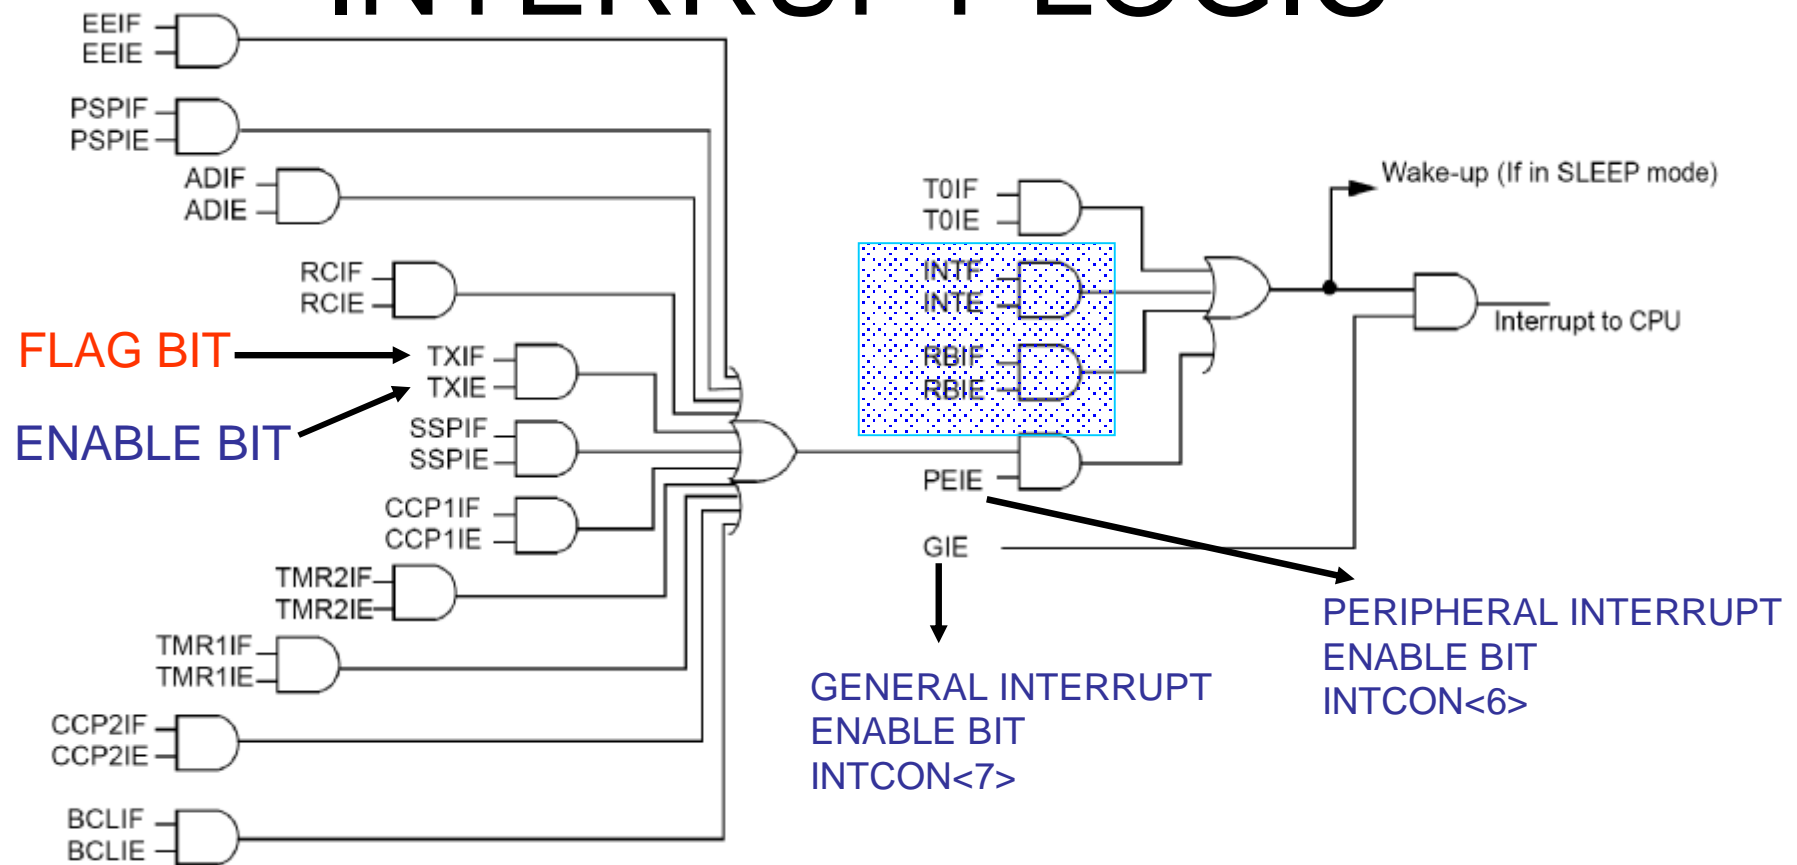 INTERRUPT LOGIC
EEIF
EEIE
PSPIF
PSPIE
ADIF
ADIE
RCIF
RCIE
FLAG BIT
TXIF
TXIE
ENABLE BIT
SSPIF
SSPIE
CCP1IF
CCP1IE
TMR2IF
TMR2IE
TMR1IF
TMR1IE
CCP2IF
CCP2IE
BCLIF
BCLIE
T0IF
T0IE
INTF
INTE
RBIF
RBIE
PEIE
GIE
Wake-up (If in SLEEP mode)
Interrupt to CPU
GENERAL INTERRUPT
ENABLE BIT
INTCON<7>
PERIPHERAL INTERRUPT
ENABLE BIT
INTCON<6>